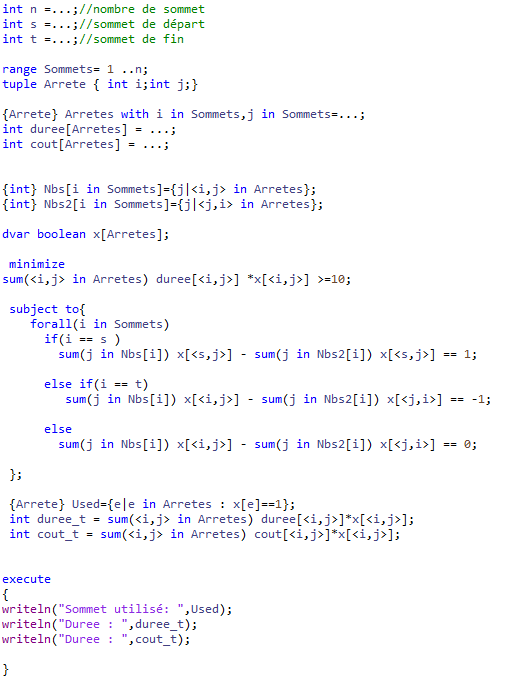 int n =...;//nombre de sommet
int s =...;//sommet de départ
int t =...;//sommet de fin
range Sommets= 1 ..n;
tuple Arrete { int i;int j;}
{Arrete} Arretes with i in Sommets,j in Sommets=...;
int duree[Arretes] = ...;
int cout[Arretes] = ...;
{int} Nbs[i in Sommets]={j|<i,j> in Arretes};
{int} Nbs2[i in Sommets]={j|<j,i> in Arretes};
dvar boolean x[Arretes];
minimize
sum(<i,j> in Arretes) duree[<i,j>] *x[<i,j>] >=10;
subject to{
forall(i in Sommets)
if(i == s )
sum(j in Nbs[i]) x[<s,j>] - sum(j in Nbs2[i]) x[<s,j>] == 1;
else if(i == t)
sum(j in Nbs[i]) x[<i,j>] - sum(j in Nbs2[i]) x[<j,i>] == -1;
else
sum(j in Nbs[i]) x[<i,j>] - sum(j in Nbs2[i]) x[<j,i>] == 0;
};
{Arrete} Used={e|e in Arretes : x[e]==1};
int duree_t = sum(<i,j> in Arretes) duree[<i,j>]*x[<i,j>];
int cout_t = sum(<i,j> in Arretes) cout[<i,j>]*x[<i,j>];
execute
{
writeln("Sommet utilisé: ",Used);
writeln("Duree : ",duree_t);
writeln("Duree : ",cout_t);
}